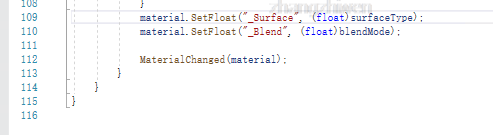 108 }
109 material.SetFloat("_Surface", (float)surfaceType);
110 material.SetFloat("_Blend", (float)blendMode);
111
112 MaterialChanged(material);
113 }
114 }
115 }
116